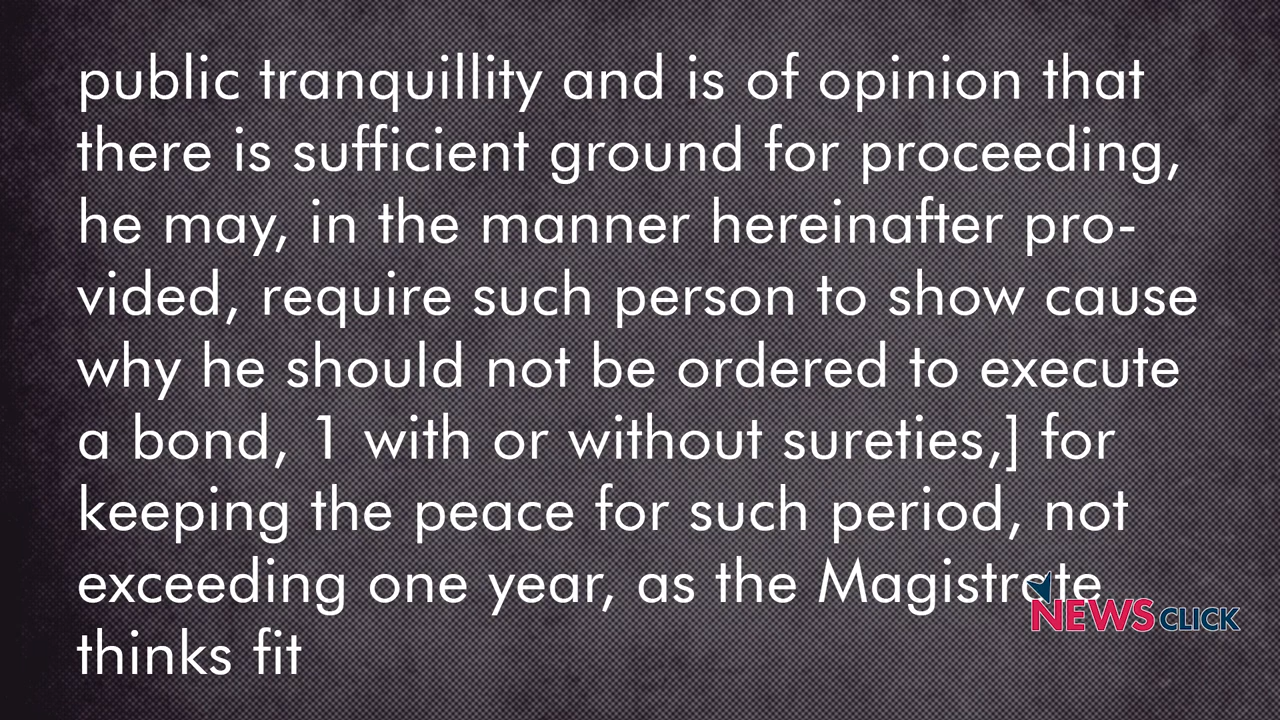 public tranquillity and is of opinion that
there is sufficient ground for proceeding,
he may, in the manner hereinafter pro-
vided, require such person to show cause
why he should not be ordered to execute
a bond, 1 with or without sureties,] for
keeping the peace for such period, not
exceeding one year, as the Magistrate
thinks fit
NEWSCLICK